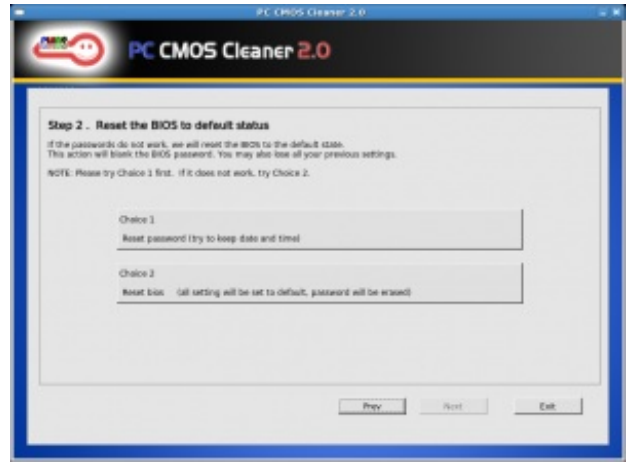 PC CMOS Cleaner 2.0
CMOS
PC CMOS Cleaner 2.0
Step 2 . Reset the BIOS to default status
If the passwords do not work, we will reset the BIOS to the default state.
This action will blank the BIOS password. You may also lose all your previous settings.
NOTE: Please try Choice 1 first. If it does not work, try Choice 2.
Choice 1
Reset password (try to keep date and time)
Choice 2
Reset bios (all setting will be set to default, password will be erased)
Prev Next Exit